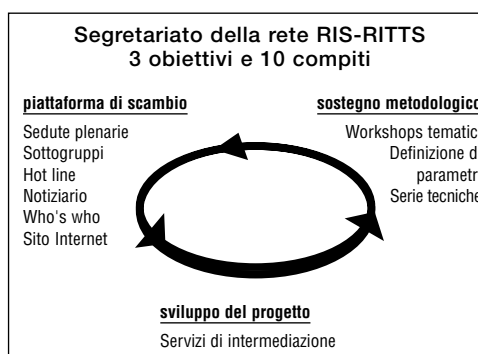 Segretariato della rete RIS-RITTS
3 obiettivi e 10 compiti
piattaforma di scambio
Sedute plenarie
Sottogruppi
Hot line
Notiziario
Who's who
Sito Internet
sostegno metodologico
Workshops tematic
Definizione d
parametr
Serie tecniche
sviluppo del progetto
Servizi di intermediazione